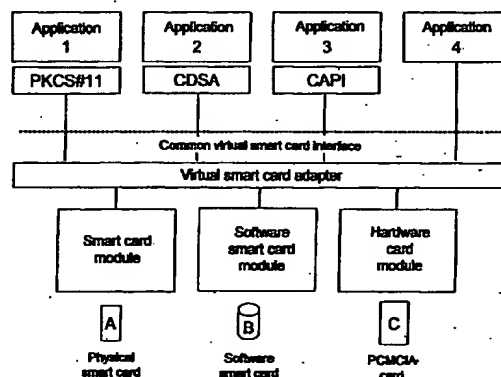 Application
1
Application
2
Application
3
Application
4
PKCS#11
CDSA
CAPI
Common virtual smart card interface
Virtual smart card adapter
Smart card
module
Software
smart card
module
Hardware
card
module
A
B
C
Physical
smart card
Software
smart card
PCMCIA-
card